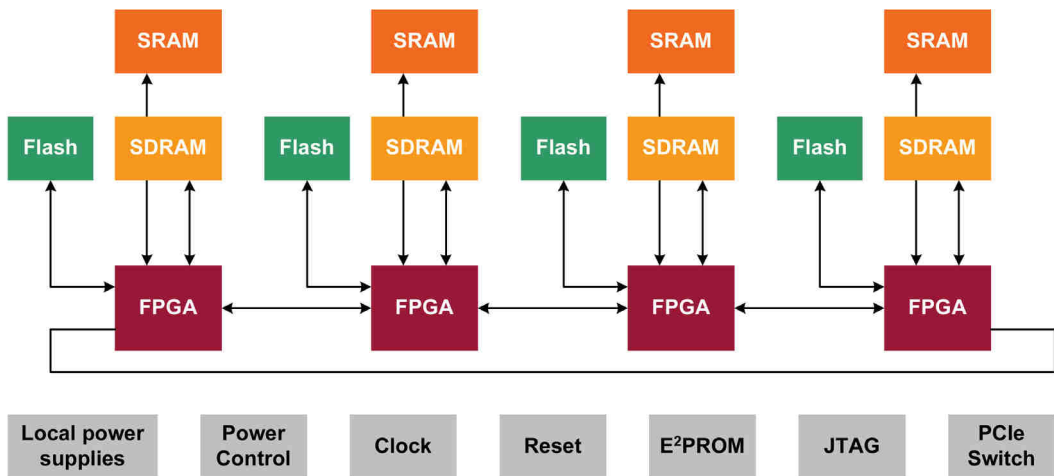 SRAM SRAM SRAM SRAM
Flash SDRAM Flash SDRAM Flash SDRAM Flash SDRAM
FPGA FPGA FPGA FPGA
Local power
supplies
Power
Control
Clock
Reset
E²PROM
JTAG
PCIe
Switch